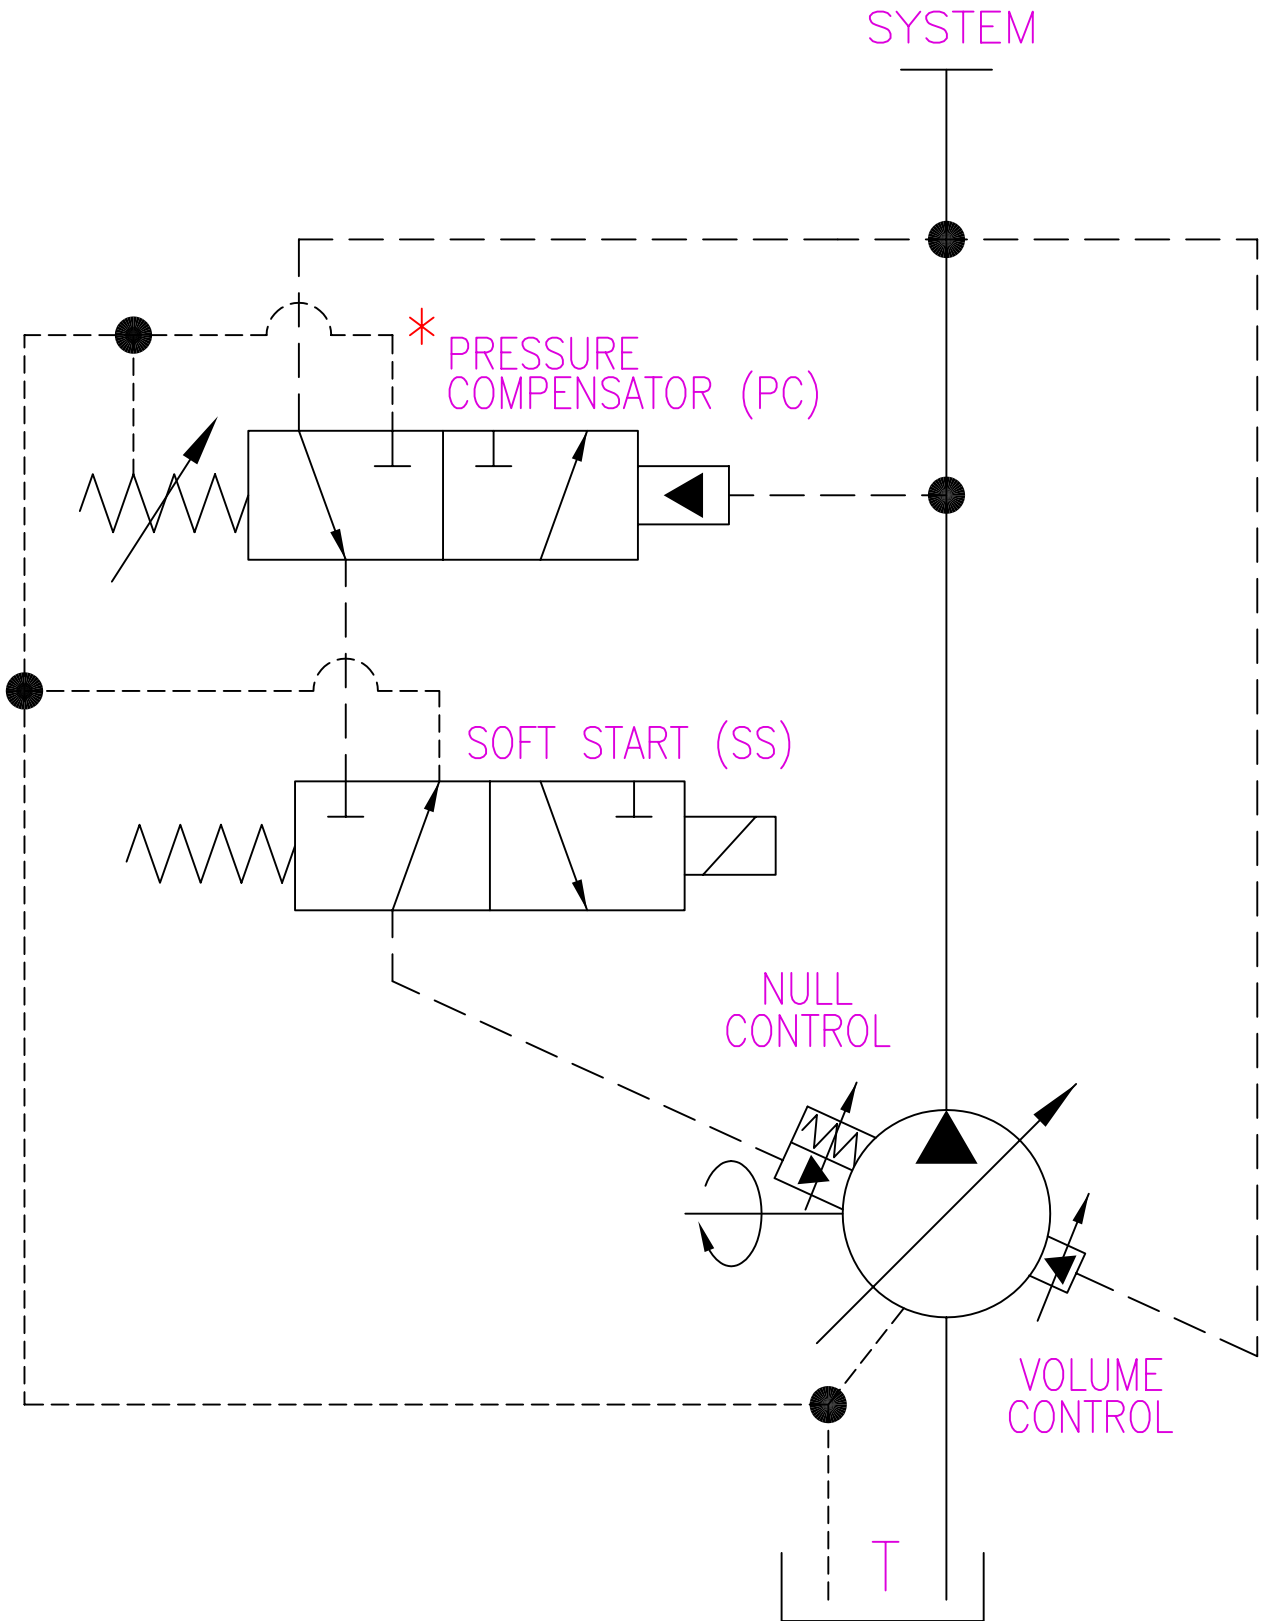 SYSTEM
*
PRESSURE
COMPENSATOR (PC)
SOFT START (SS)
NULL
CONTROL
VOLUME
CONTROL
T